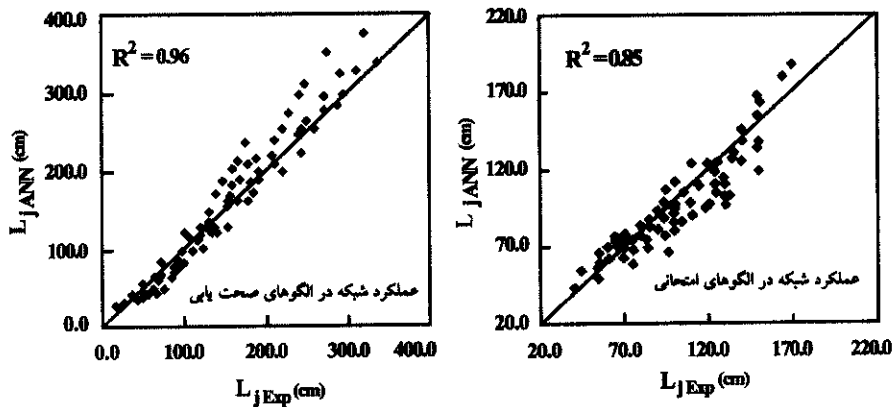 400.0
300.0
200.0
100.0
0.0
L j ANN (cm)
R² = 0.96
عملکرد شبکه در الگوهای صحت یابی
0.0 100.0 200.0 300.0 400.0
L j Exp (cm)
220.0
170.0
120.0
70.0
20.0
L j ANN (cm)
R² = 0.85
عملکرد شبکه در الگوهای امتحانی
20.0 70.0 120.0 170.0 220.0
L j Exp (cm)